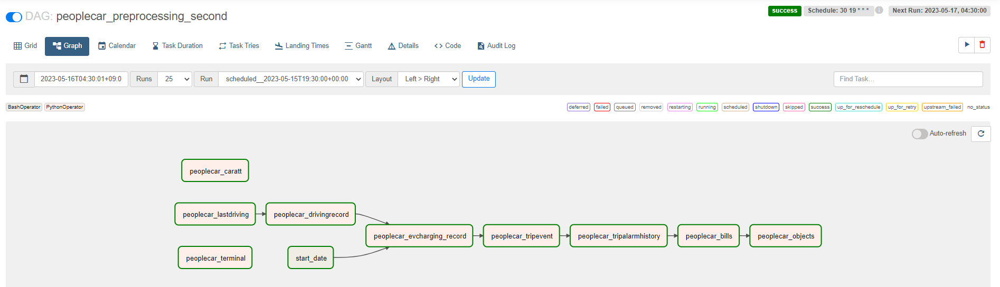 success Schedule: 30 19 * * * i Next Run: 2023-05-17, 04:30:00
DAG: peoplecar_preprocessing_second
Grid Graph Calendar Task Duration Task Tries Landing Times Gantt Details Code Audit Log
2023-05-16T04:30:01+09:0 Runs 25 Run scheduled__2023-05-15T19:30:00+00:00 Layout Left > Right Update Find Task...
BashOperator PythonOperator deferred failed queued removed restarting running scheduled shutdown skipped success up_for_reschedule up_for_retry upstream_failed no_status
Auto-refresh
peoplecar_caratt
peoplecar_lastdriving peoplecar_drivingrecord
peoplecar_evcharging_record peoplecar_tripevent peoplecar_tripalarmhistory peoplecar_bills peoplecar_objects
peoplecar_terminal start_date